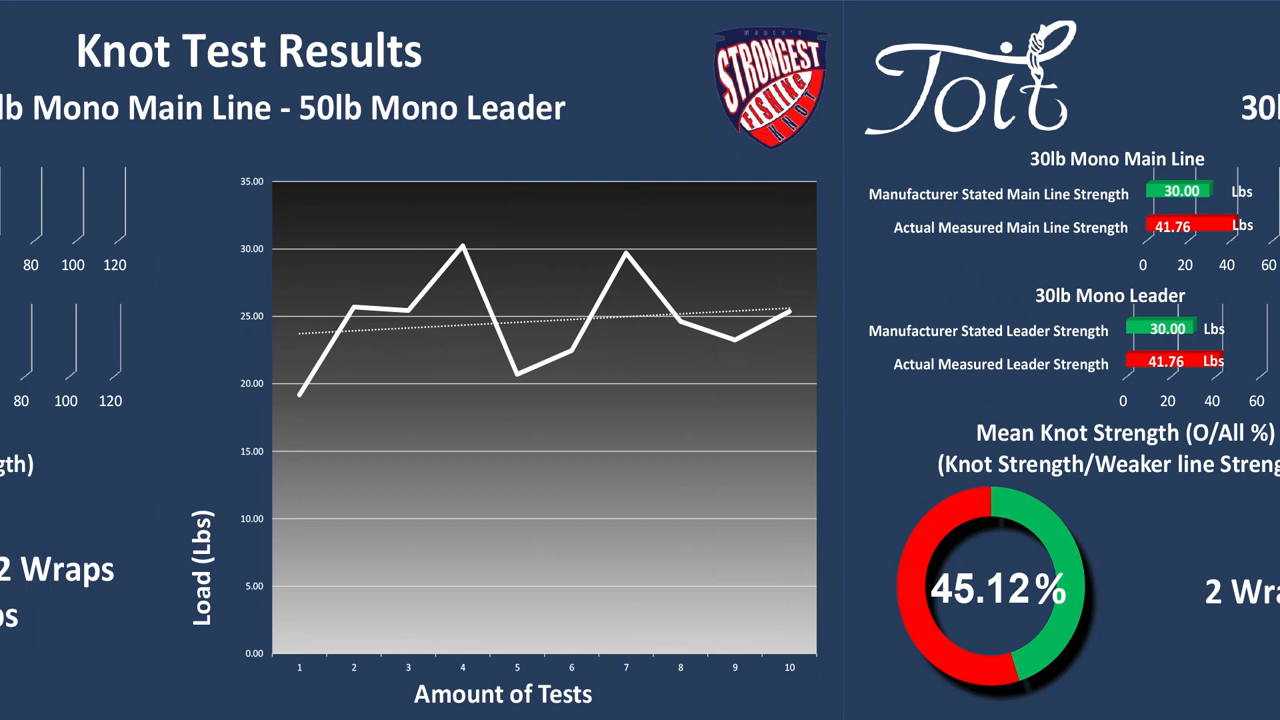 Knot Test Results
lb Mono Main Line - 50lb Mono Leader
STRONGEST
FISHING
KNOT
80 100 120
80 100 120
gth)
2 Wraps
os
35.00
30.00
25.00
20.00
15.00
10.00
5.00
0.00
Load (Lbs)
1 2 3 4 5 6 7 8 9 10
Amount of Tests
Toit
30l
30lb Mono Main Line
Manufacturer Stated Main Line Strength 30.00 Lbs
Actual Measured Main Line Strength 41.76 Lbs
0 20 40 60
30lb Mono Leader
Manufacturer Stated Leader Strength 30.00 Lbs
Actual Measured Leader Strength 41.76 Lbs
0 20 40 60
Mean Knot Strength (O/All %)
(Knot Strength/Weaker line Streng
45.12%
2 Wra